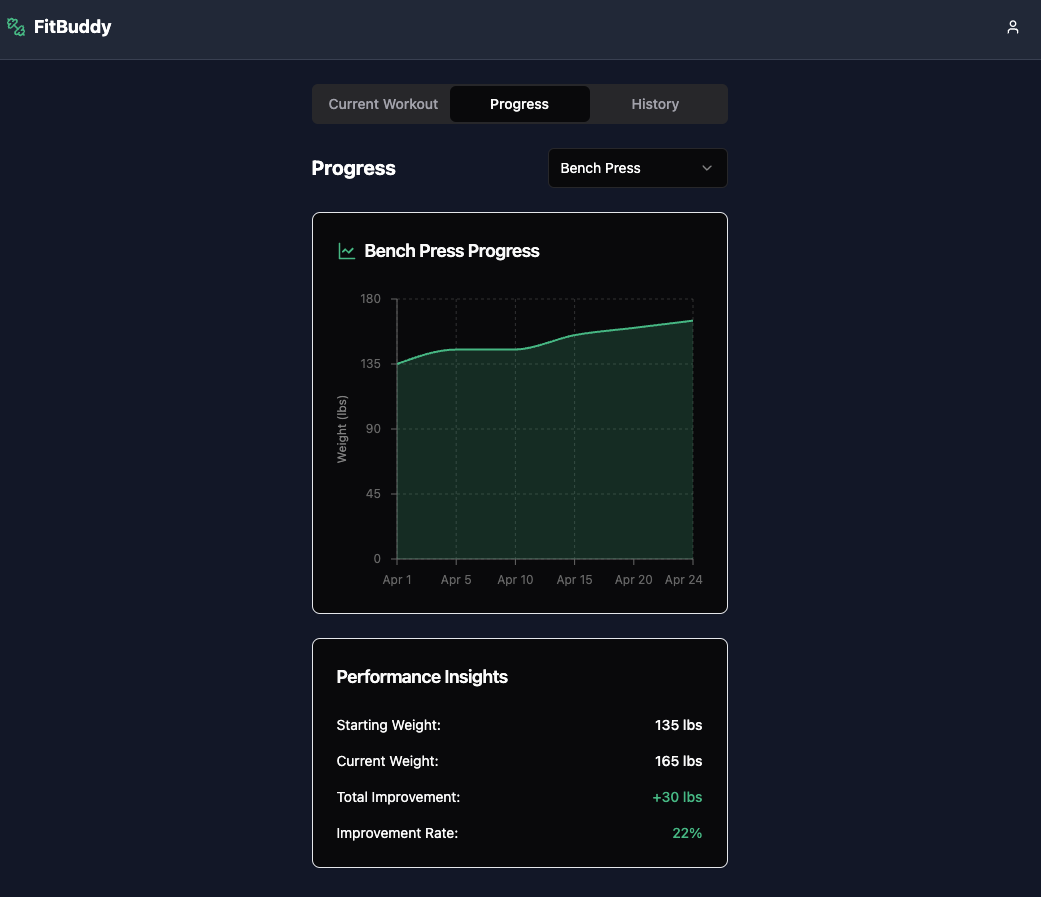 FitBuddy
Current Workout Progress History
Progress Bench Press
Bench Press Progress
180
135
90
45
0
Weight (lbs)
Apr 1 Apr 5 Apr 10 Apr 15 Apr 20 Apr 24
Performance Insights
Starting Weight: 135 lbs
Current Weight: 165 lbs
Total Improvement: +30 lbs
Improvement Rate: 22%